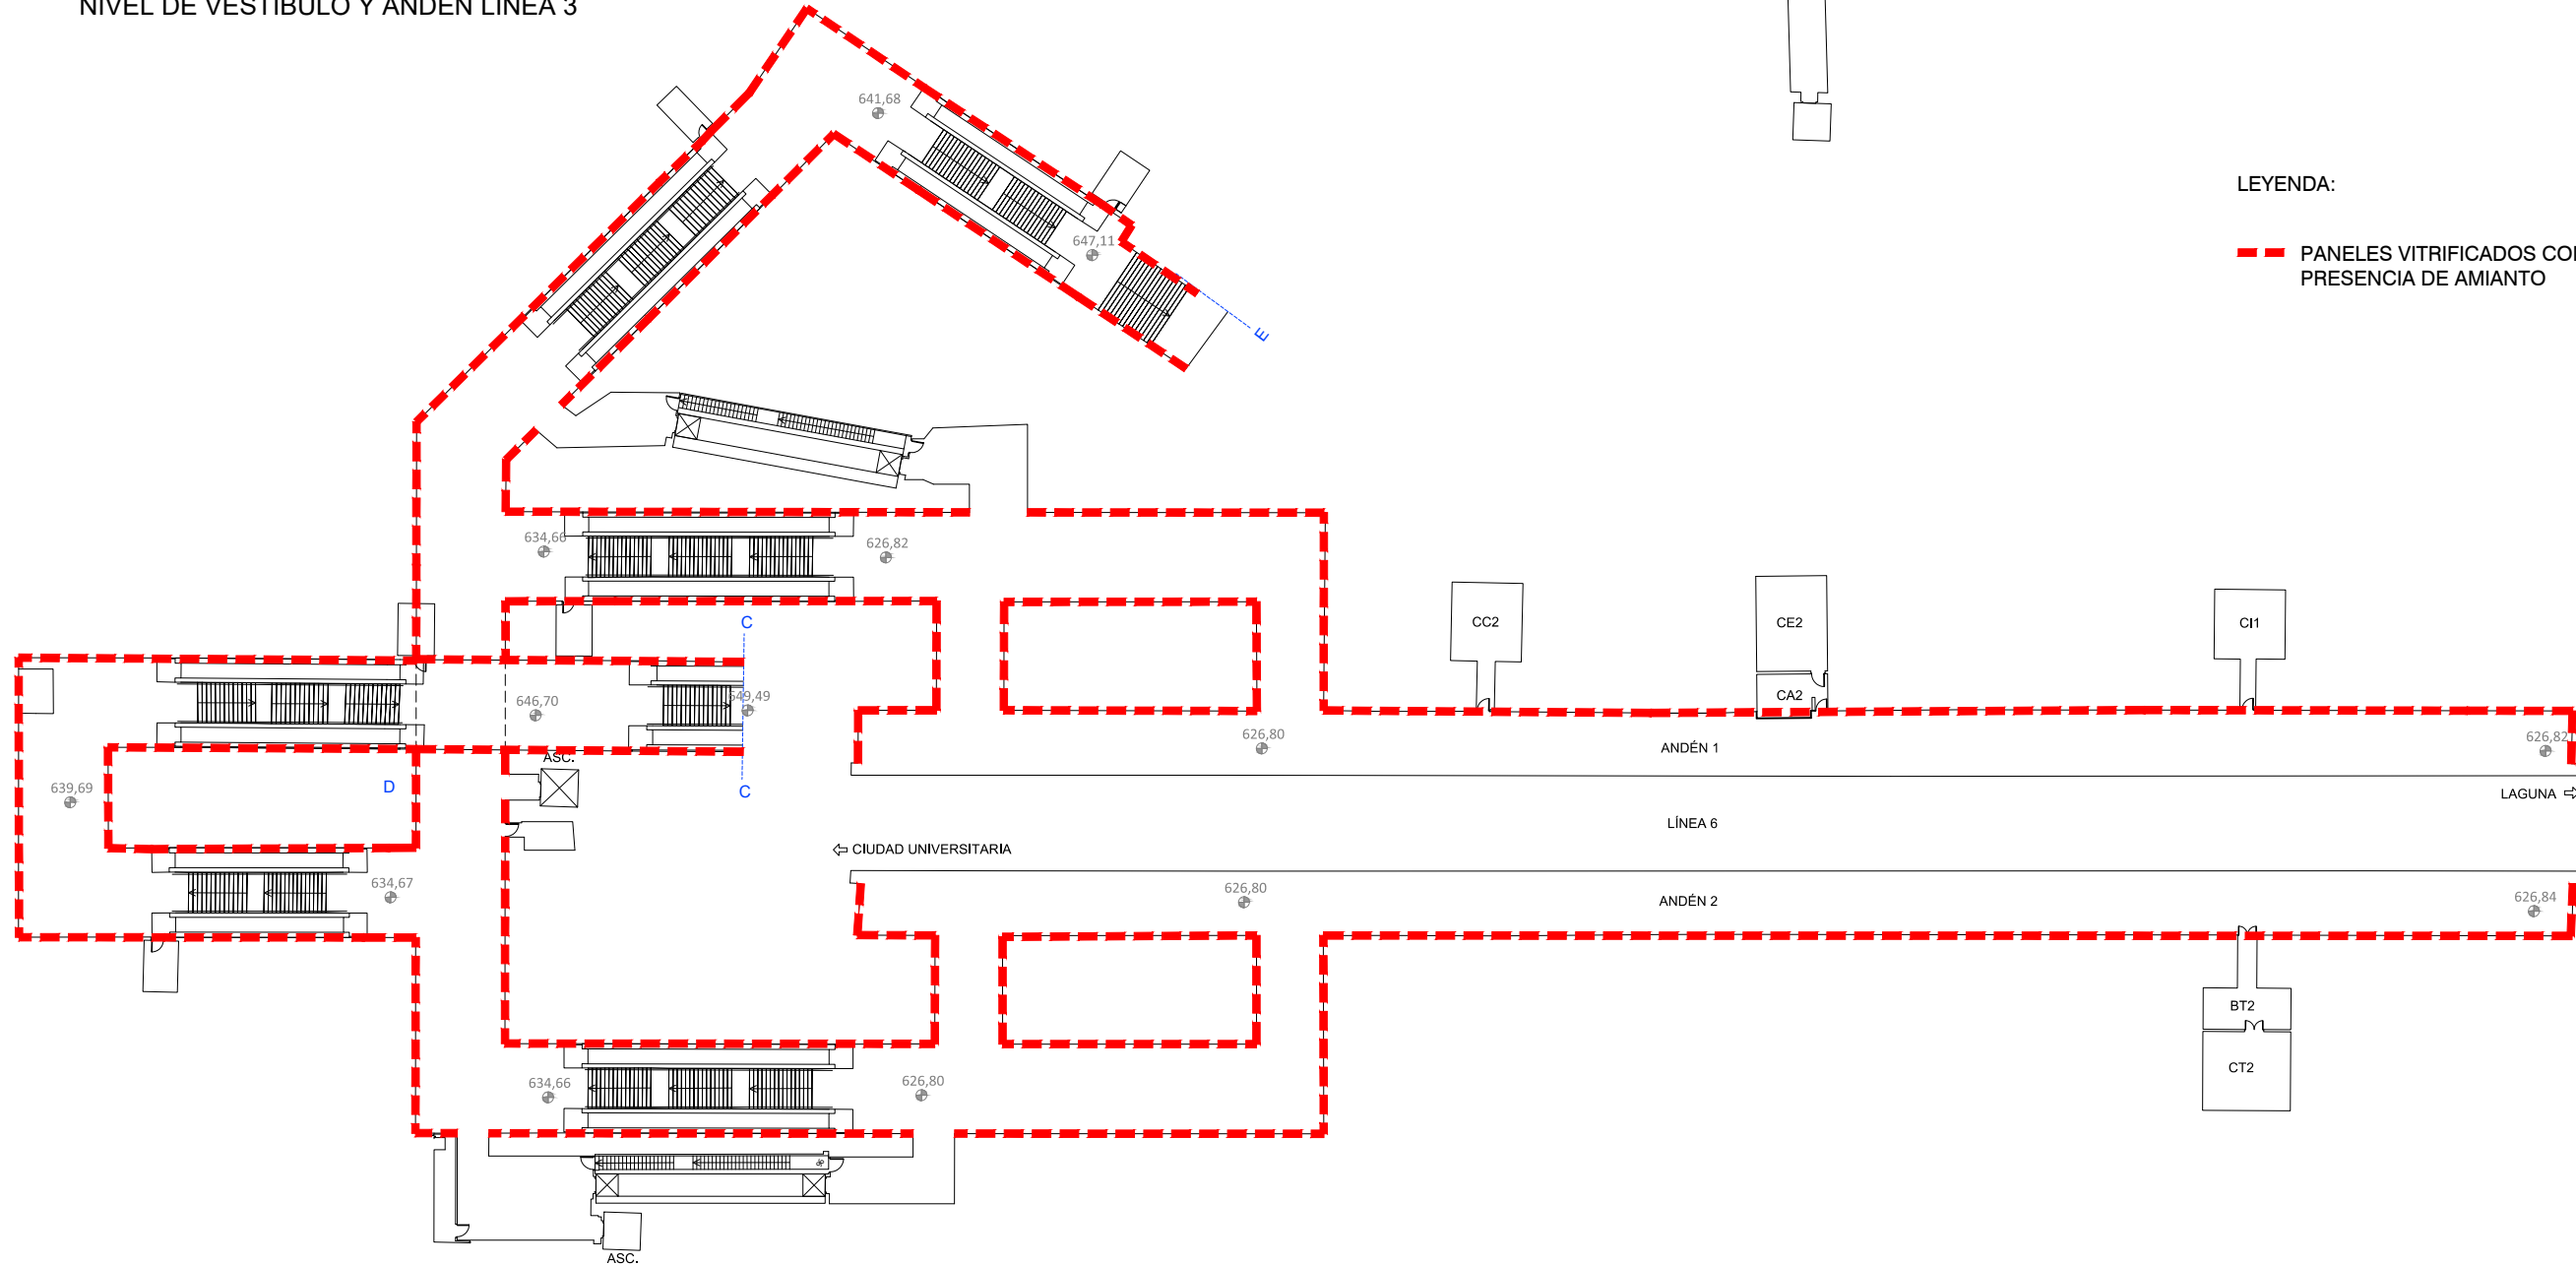 NIVEL DE VESTÍBULO Y ANDÉN LÍNEA 3
641,68
LEYENDA:
647,11
PANELES VITRIFICADOS CON
PRESENCIA DE AMIANTO
E
634,66
626,82
C
CC2
CE2
CI1
646,70
649,49
CA2
626,80
ANDÉN 1
626,82
ASC.
639,69
D
C
LAGUNA
LÍNEA 6
CIUDAD UNIVERSITARIA
634,67
626,80
ANDÉN 2
626,84
BT2
CT2
634,66
626,80
ASC.